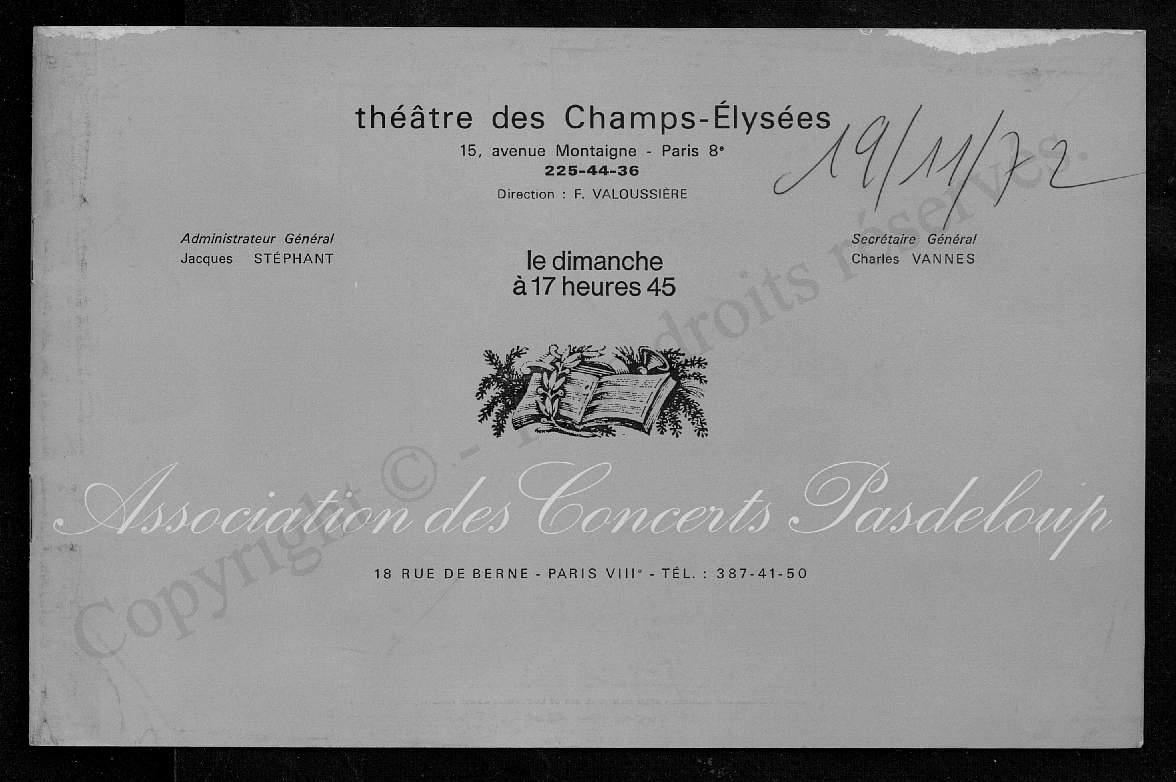 théâtre des Champs-Élysées
15, avenue Montaigne - Paris 8e
225-44-36
Direction : F. VALOUSSIÈRE
19/11/72
Administrateur Général
Jacques STÉPHANT
Secrétaire Général
Charles VANNES
le dimanche
à 17 heures 45
Association des Concerts Pasdeloup
18 RUE DE BERNE - PARIS VIIIe - TÉL. : 387-41-50
Copyright © - droits réservés.